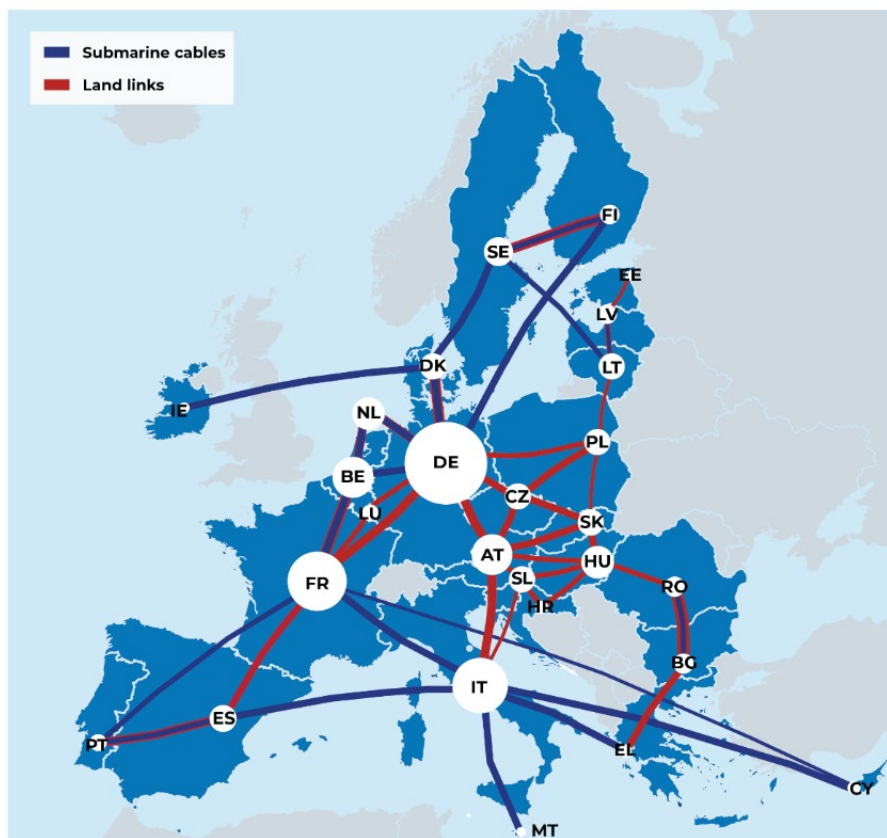 Submarine cables
Land links
FI
SE
EE
LV
DK
LT
IE
NL
PL
DE
BE
CZ
LU
SK
AT
HU
SL
FR
RO
HR
BG
IT
ES
PT
EL
CY
MT